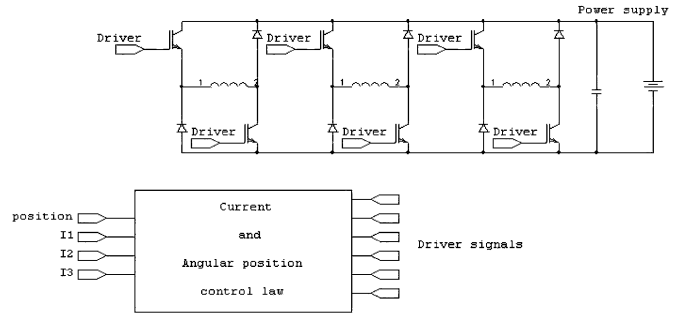 Power supply
Driver Driver Driver
1 2 1 2 1 2
Driver Driver Driver
Current
position
I1 and
Driver signals
I2 Angular position
I3
control law